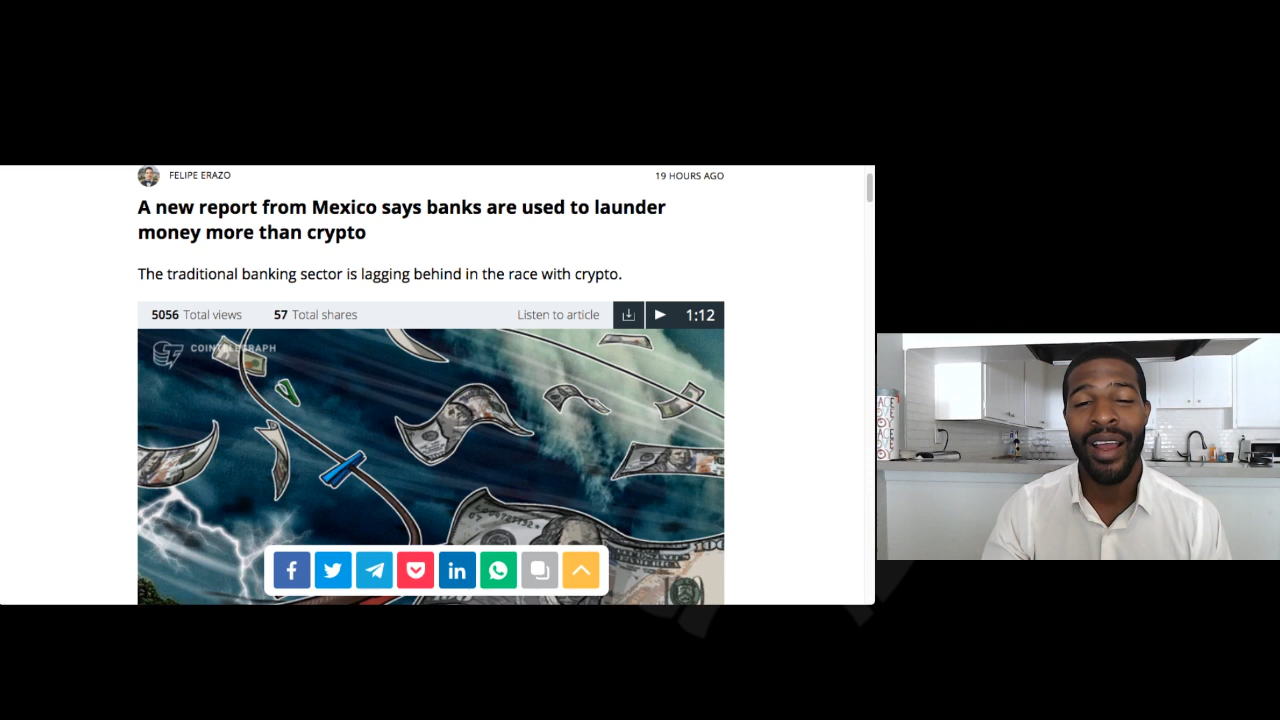 FELIPE ERAZO
19 HOURS AGO
A new report from Mexico says banks are used to launder
money more than crypto
The traditional banking sector is lagging behind in the race with crypto.
5056 Total views 57 Total shares Listen to article 1:12
COINTELEGRAPH
100